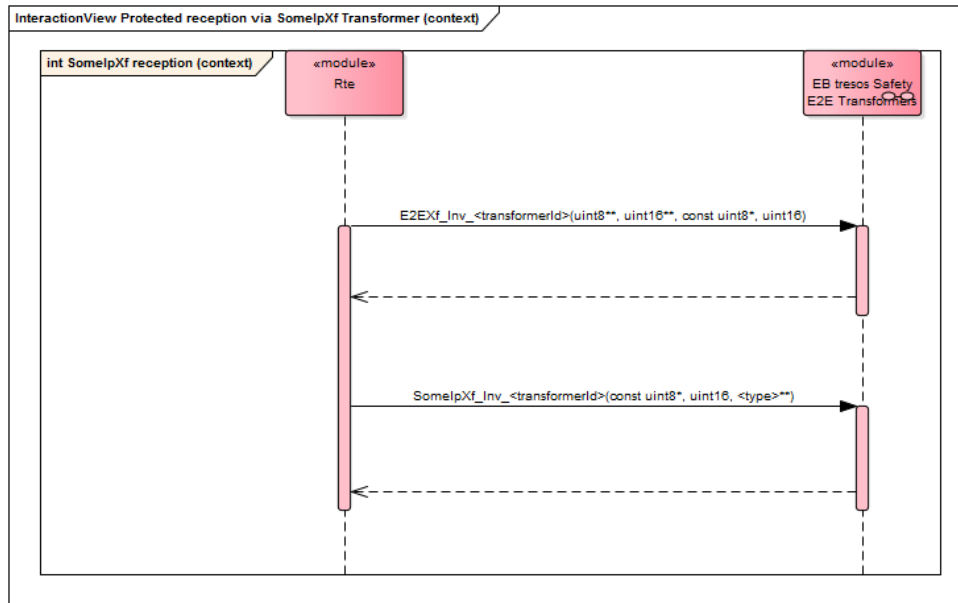 InteractionView Protected reception via SomeIpXf Transformer (context)
int SomeIpXf reception (context)
«module»
Rte
«module»
EB tresos Safety
E2E Transformers
E2EXf_Inv_<transformerId>(uint8**, uint16**, const uint8*, uint16)
SomeIpXf_Inv_<transformerId>(const uint8*, uint16, <type>**)